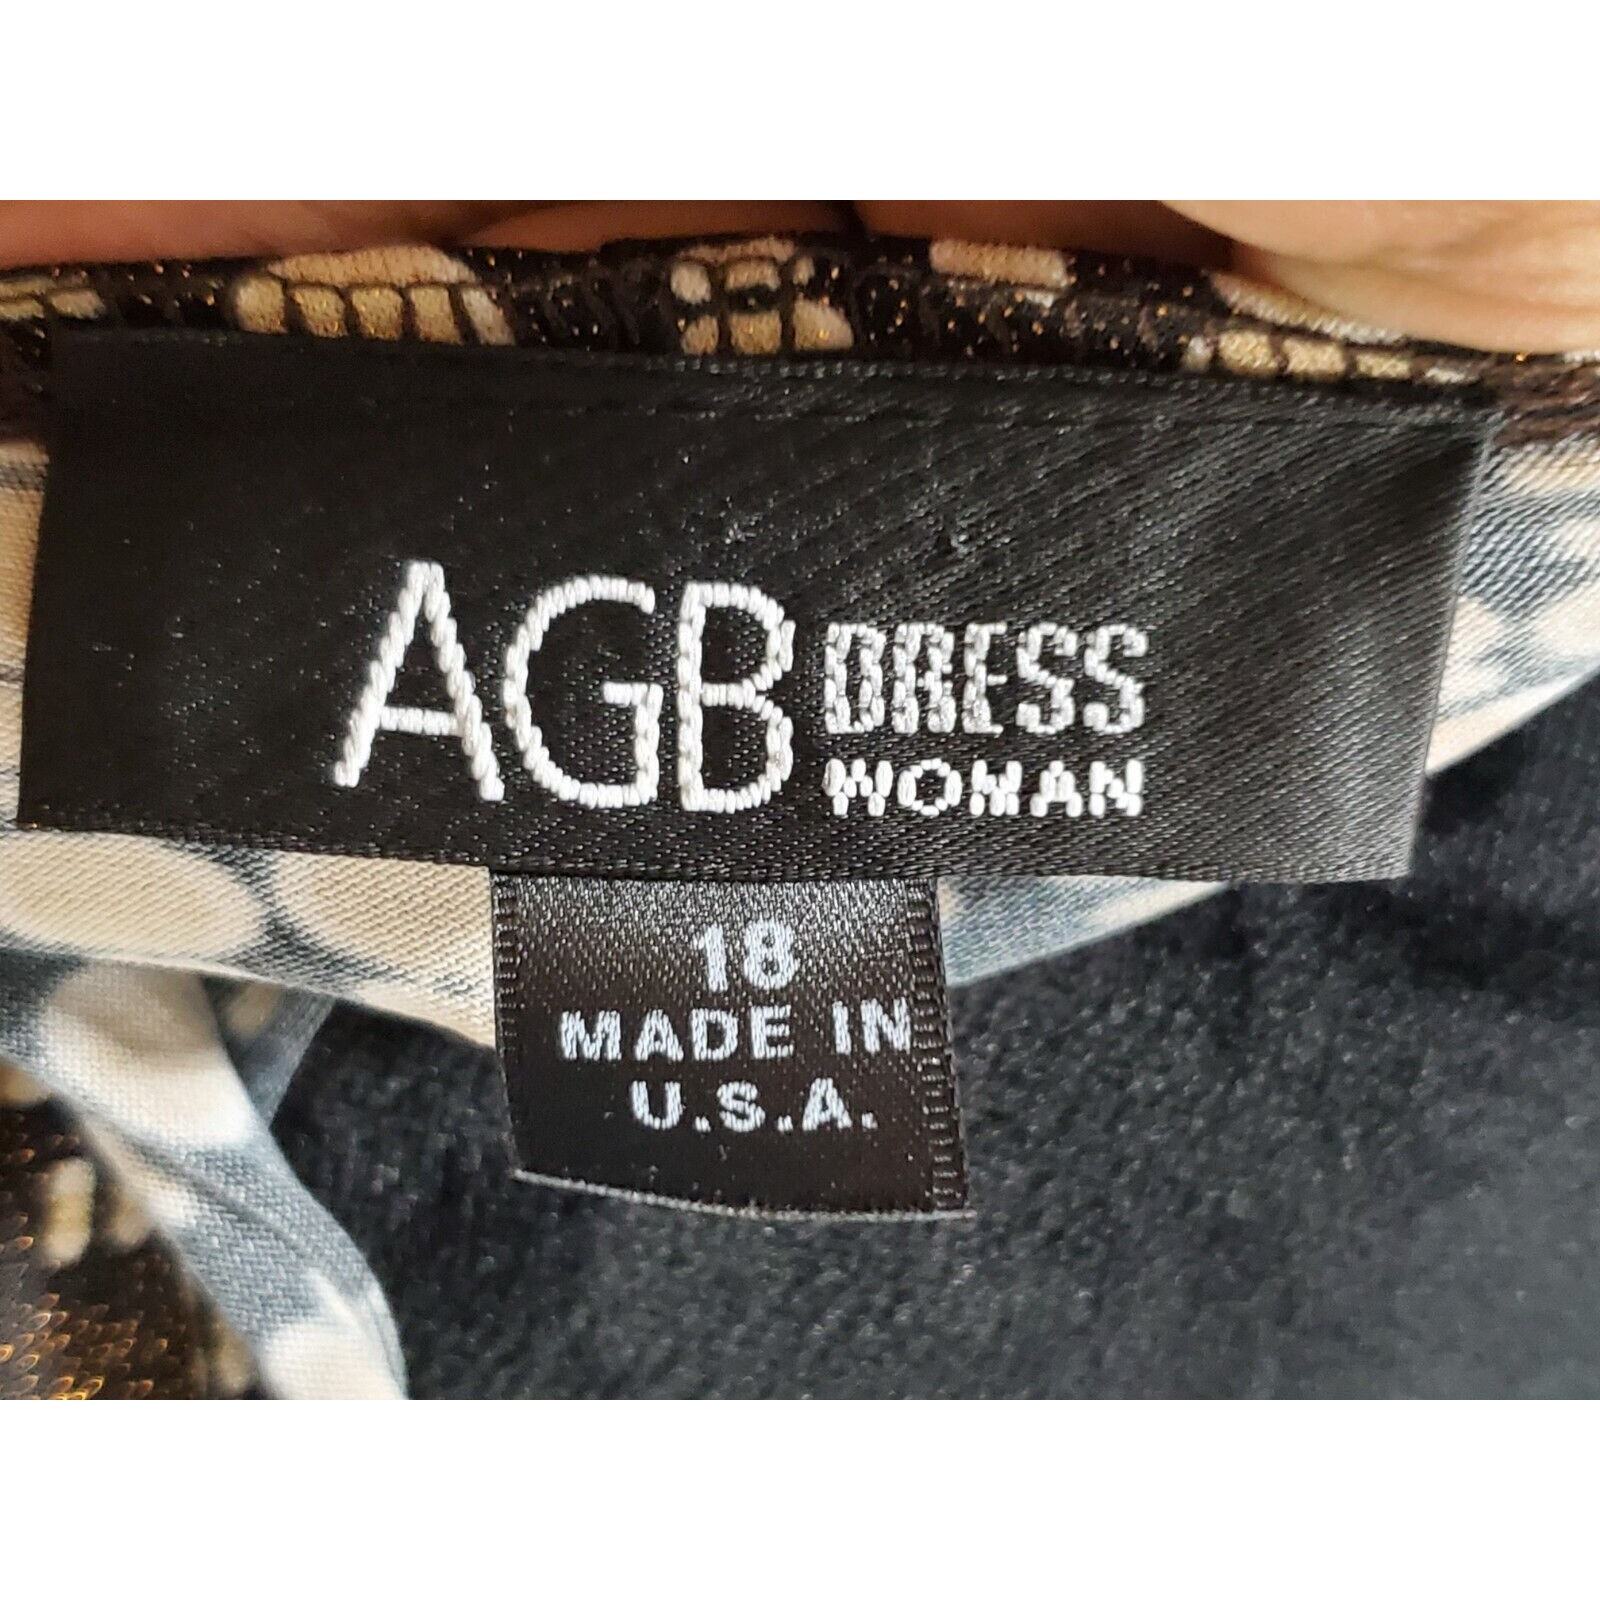 AGB DRESS
WOMAN
18
MADE IN
U.S.A.